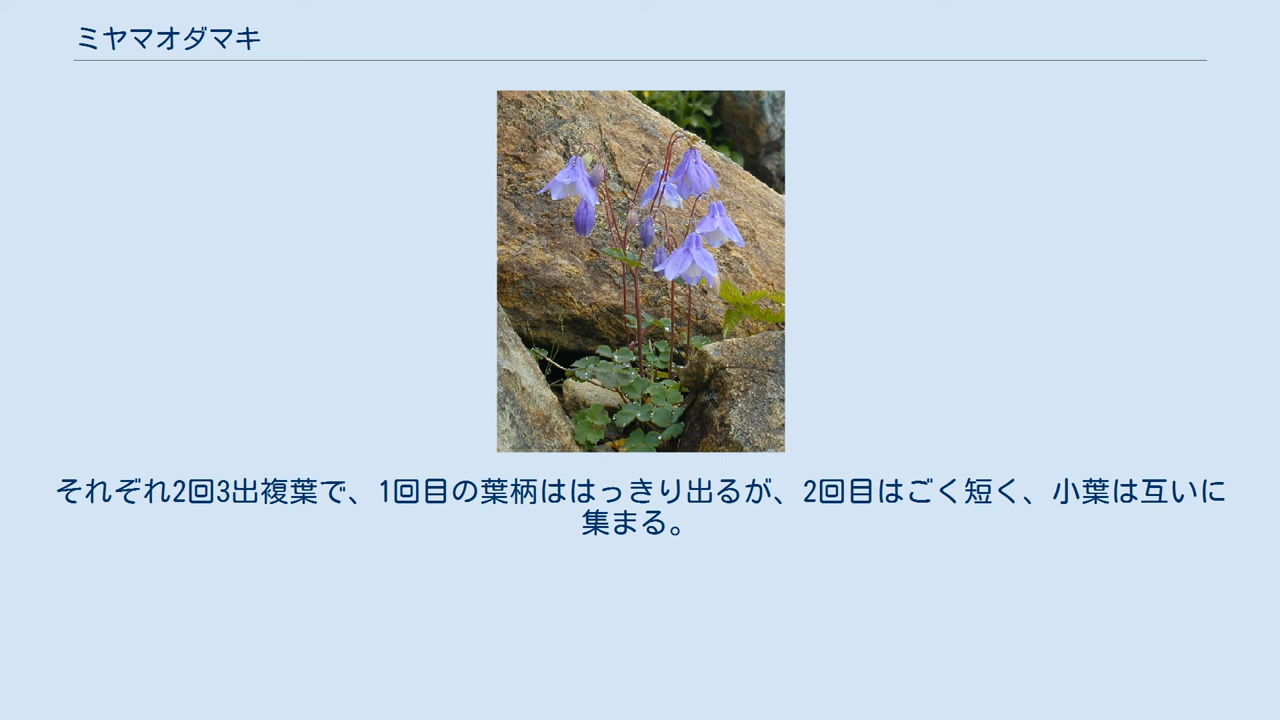 ミヤマオダマキ
それぞれ2回3出複葉で、1回目の葉柄ははっきり出るが、2回目はごく短く、小葉は互いに
集まる。